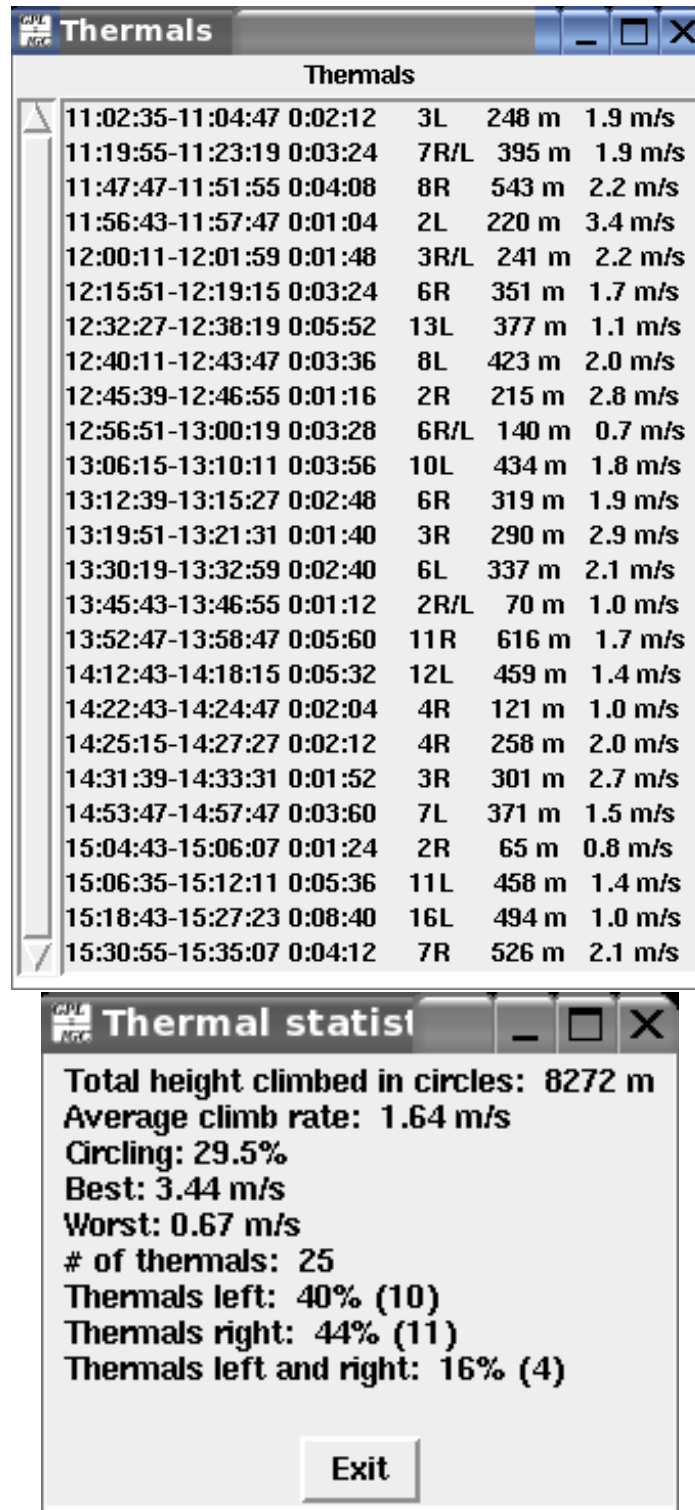 GPL IGC Thermals
Thermals
11:02:35-11:04:47 0:02:12 3L 248 m 1.9 m/s
11:19:55-11:23:19 0:03:24 7R/L 395 m 1.9 m/s
11:47:47-11:51:55 0:04:08 8R 543 m 2.2 m/s
11:56:43-11:57:47 0:01:04 2L 220 m 3.4 m/s
12:00:11-12:01:59 0:01:48 3R/L 241 m 2.2 m/s
12:15:51-12:19:15 0:03:24 6R 351 m 1.7 m/s
12:32:27-12:38:19 0:05:52 13L 377 m 1.1 m/s
12:40:11-12:43:47 0:03:36 8L 423 m 2.0 m/s
12:45:39-12:46:55 0:01:16 2R 215 m 2.8 m/s
12:56:51-13:00:19 0:03:28 6R/L 140 m 0.7 m/s
13:06:15-13:10:11 0:03:56 10L 434 m 1.8 m/s
13:12:39-13:15:27 0:02:48 6R 319 m 1.9 m/s
13:19:51-13:21:31 0:01:40 3R 290 m 2.9 m/s
13:30:19-13:32:59 0:02:40 6L 337 m 2.1 m/s
13:45:43-13:46:55 0:01:12 2R/L 70 m 1.0 m/s
13:52:47-13:58:47 0:05:60 11R 616 m 1.7 m/s
14:12:43-14:18:15 0:05:32 12L 459 m 1.4 m/s
14:22:43-14:24:47 0:02:04 4R 121 m 1.0 m/s
14:25:15-14:27:27 0:02:12 4R 258 m 2.0 m/s
14:31:39-14:33:31 0:01:52 3R 301 m 2.7 m/s
14:53:47-14:57:47 0:03:60 7L 371 m 1.5 m/s
15:04:43-15:06:07 0:01:24 2R 65 m 0.8 m/s
15:06:35-15:12:11 0:05:36 11L 458 m 1.4 m/s
15:18:43-15:27:23 0:08:40 16L 494 m 1.0 m/s
15:30:55-15:35:07 0:04:12 7R 526 m 2.1 m/s
GPL IGC Thermal statist
Total height climbed in circles: 8272 m
Average climb rate: 1.64 m/s
Circling: 29.5%
Best: 3.44 m/s
Worst: 0.67 m/s
# of thermals: 25
Thermals left: 40% (10)
Thermals right: 44% (11)
Thermals left and right: 16% (4)
Exit